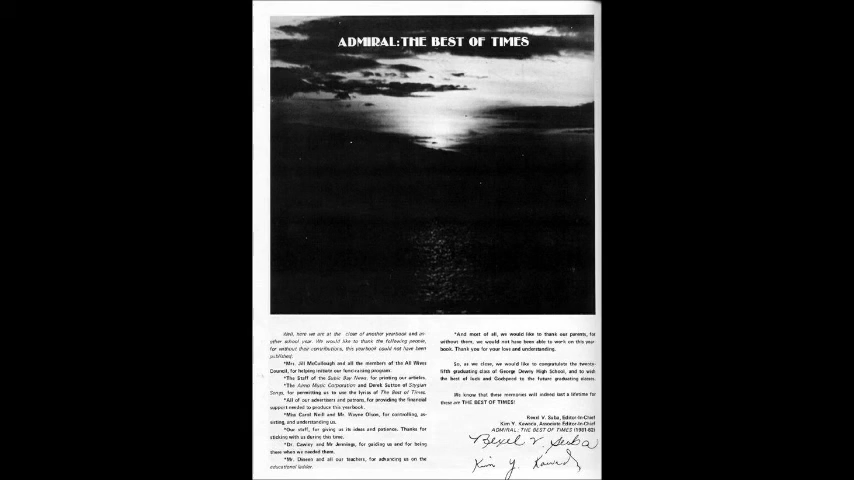 ADMIRAL:THE BEST OF TIMES
And, here we are at the close of another yearbook and an-
other school year. We would like to thank the following people,
for without their contributions, this yearbook could not have been
published:
*Mrs. Jill McCullough and all the members of the All Wives
Council, for helping initiate our fund-raising program.
*The Staff of the Subic Bay News, for printing our articles.
*The Almo Music Corporation and Derek Sutton of Stygian
Songs, for permitting us to use the lyrics of The Best of Times.
*All of our advertisers and patrons, for providing the financial
support needed to produce this yearbook.
*Miss Carol Neill and Mr. Wayne Olson, for controlling, as-
sisting, and understanding us.
*Our staff, for giving us its ideas and patience. Thanks for
sticking with us during this time.
*Dr. Cawley and Mr Jennings, for guiding us and for being
there when we needed them.
*Mr. Dineen and all our teachers, for advancing us on the
educational ladder.
*And most of all, we would like to thank our parents, for
without them, we would not have been able to work on this year-
book. Thank you for your love and understanding.
So, as we close, we would like to congratulate the twenty-
fifth graduating class of George Dewey High School, and to wish
the best of luck and Godspeed to the future graduating classes.
We know that these memories will indeed last a lifetime for
these are THE BEST OF TIMES!
Rexel V. Suba, Editor-In-Chief
Kim Y. Kawada, Associate Editor-In-Chief
ADMIRAL: THE BEST OF TIMES (1981-82)
Rexel V. Suba
Kim Y.